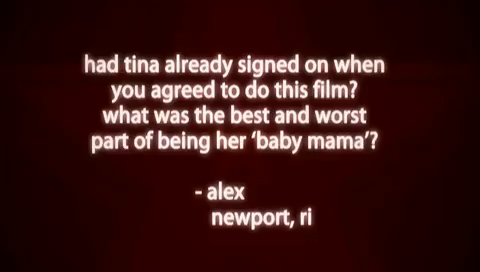 had tina already signed on when
you agreed to do this film?
what was the best and worst
part of being her ‘baby mama’?
- alex
newport, ri